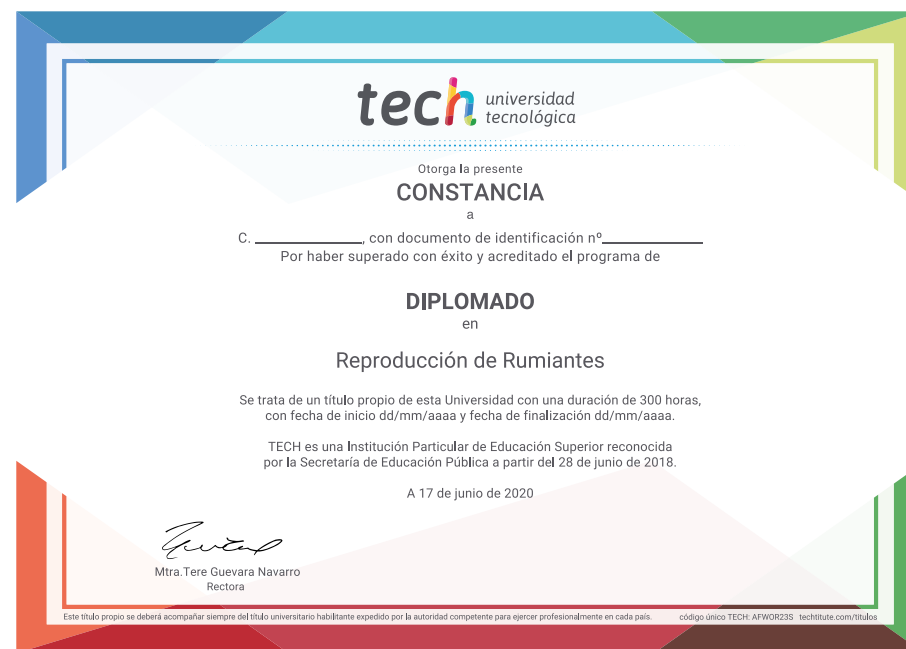 tech universidad
tecnológica
Otorga la presente
CONSTANCIA
a
C. ______________, con documento de identificación nº_____________
Por haber superado con éxito y acreditado el programa de
DIPLOMADO
en
Reproducción de Rumiantes
Se trata de un título propio de esta Universidad con una duración de 300 horas,
con fecha de inicio dd/mm/aaaa y fecha de finalización dd/mm/aaaa.
TECH es una Institución Particular de Educación Superior reconocida
por la Secretaría de Educación Pública a partir del 28 de junio de 2018.
A 17 de junio de 2020
Mtra.Tere Guevara Navarro
Rectora
Este título propio se deberá acompañar siempre del título universitario habilitante expedido por la autoridad competente para ejercer profesionalmente en cada país. código único TECH: AFWOR23S techtitute.com/titulos